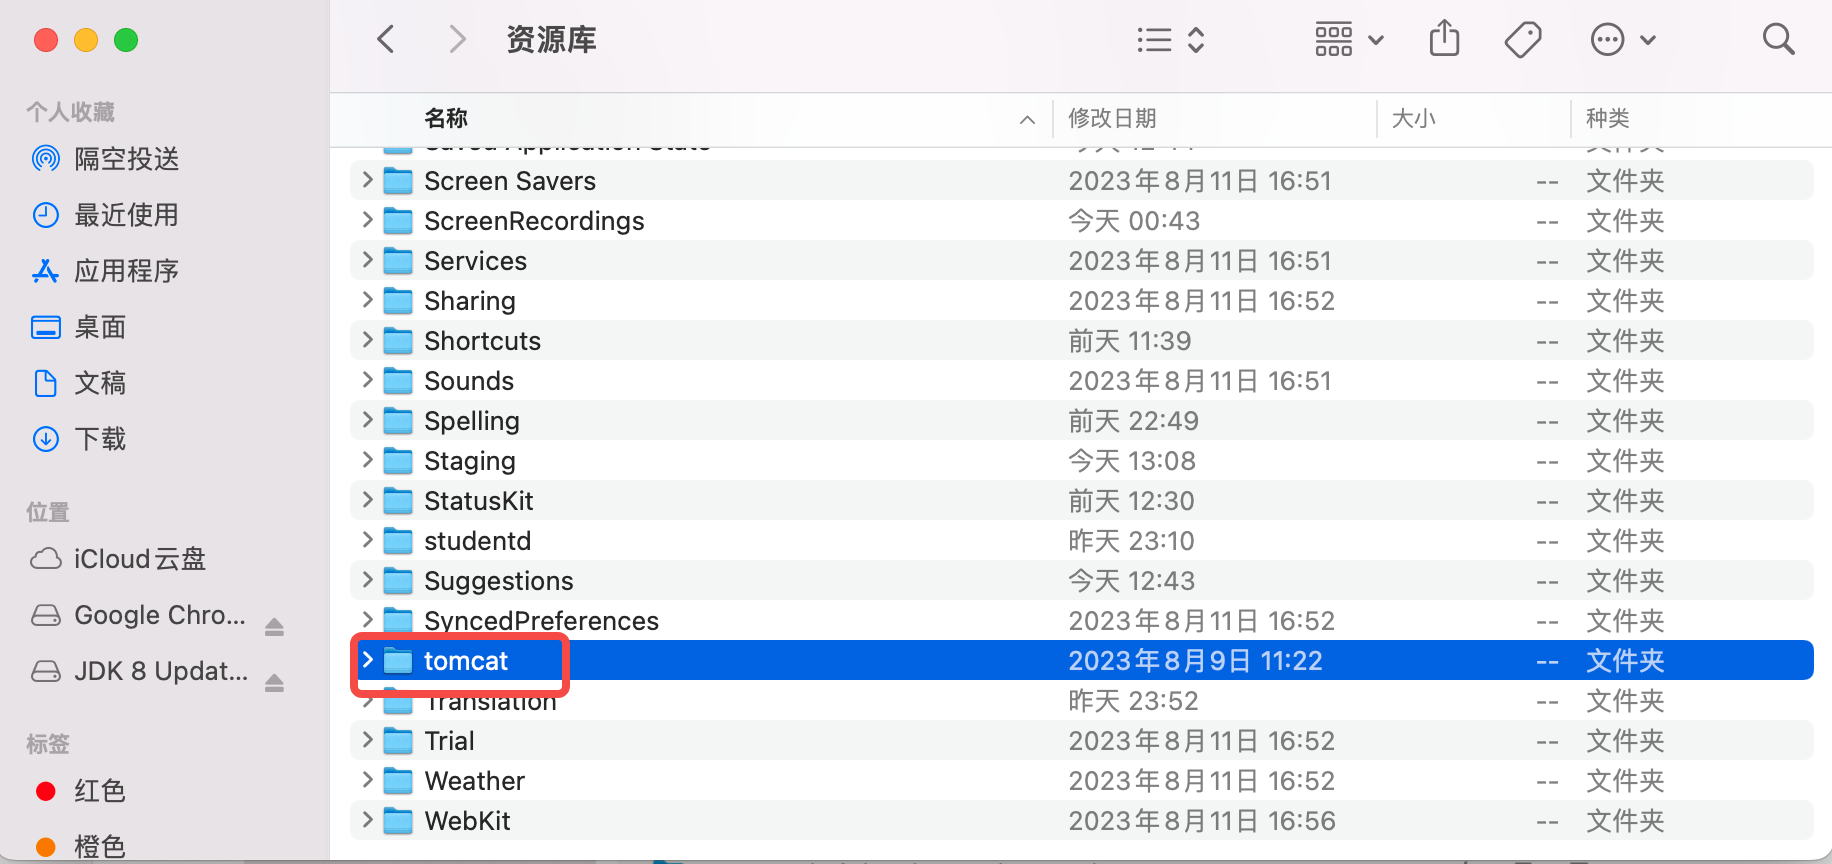 资源库
个人收藏
隔空投送
最近使用
应用程序
桌面
文稿
下载
位置
iCloud云盘
Google Chro...
JDK 8 Updat...
标签
红色
橙色
名称 修改日期 大小 种类
Screen Savers 2023年8月11日 16:51 -- 文件夹
ScreenRecordings 今天 00:43 -- 文件夹
Services 2023年8月11日 16:51 -- 文件夹
Sharing 2023年8月11日 16:52 -- 文件夹
Shortcuts 前天 11:39 -- 文件夹
Sounds 2023年8月11日 16:51 -- 文件夹
Spelling 前天 22:49 -- 文件夹
Staging 今天 13:08 -- 文件夹
StatusKit 前天 12:30 -- 文件夹
studentd 昨天 23:10 -- 文件夹
Suggestions 今天 12:43 -- 文件夹
SyncedPreferences 2023年8月11日 16:52 -- 文件夹
tomcat 2023年8月9日 11:22 -- 文件夹
Translation 昨天 23:52 -- 文件夹
Trial 2023年8月11日 16:52 -- 文件夹
Weather 2023年8月11日 16:52 -- 文件夹
WebKit 2023年8月11日 16:56 -- 文件夹